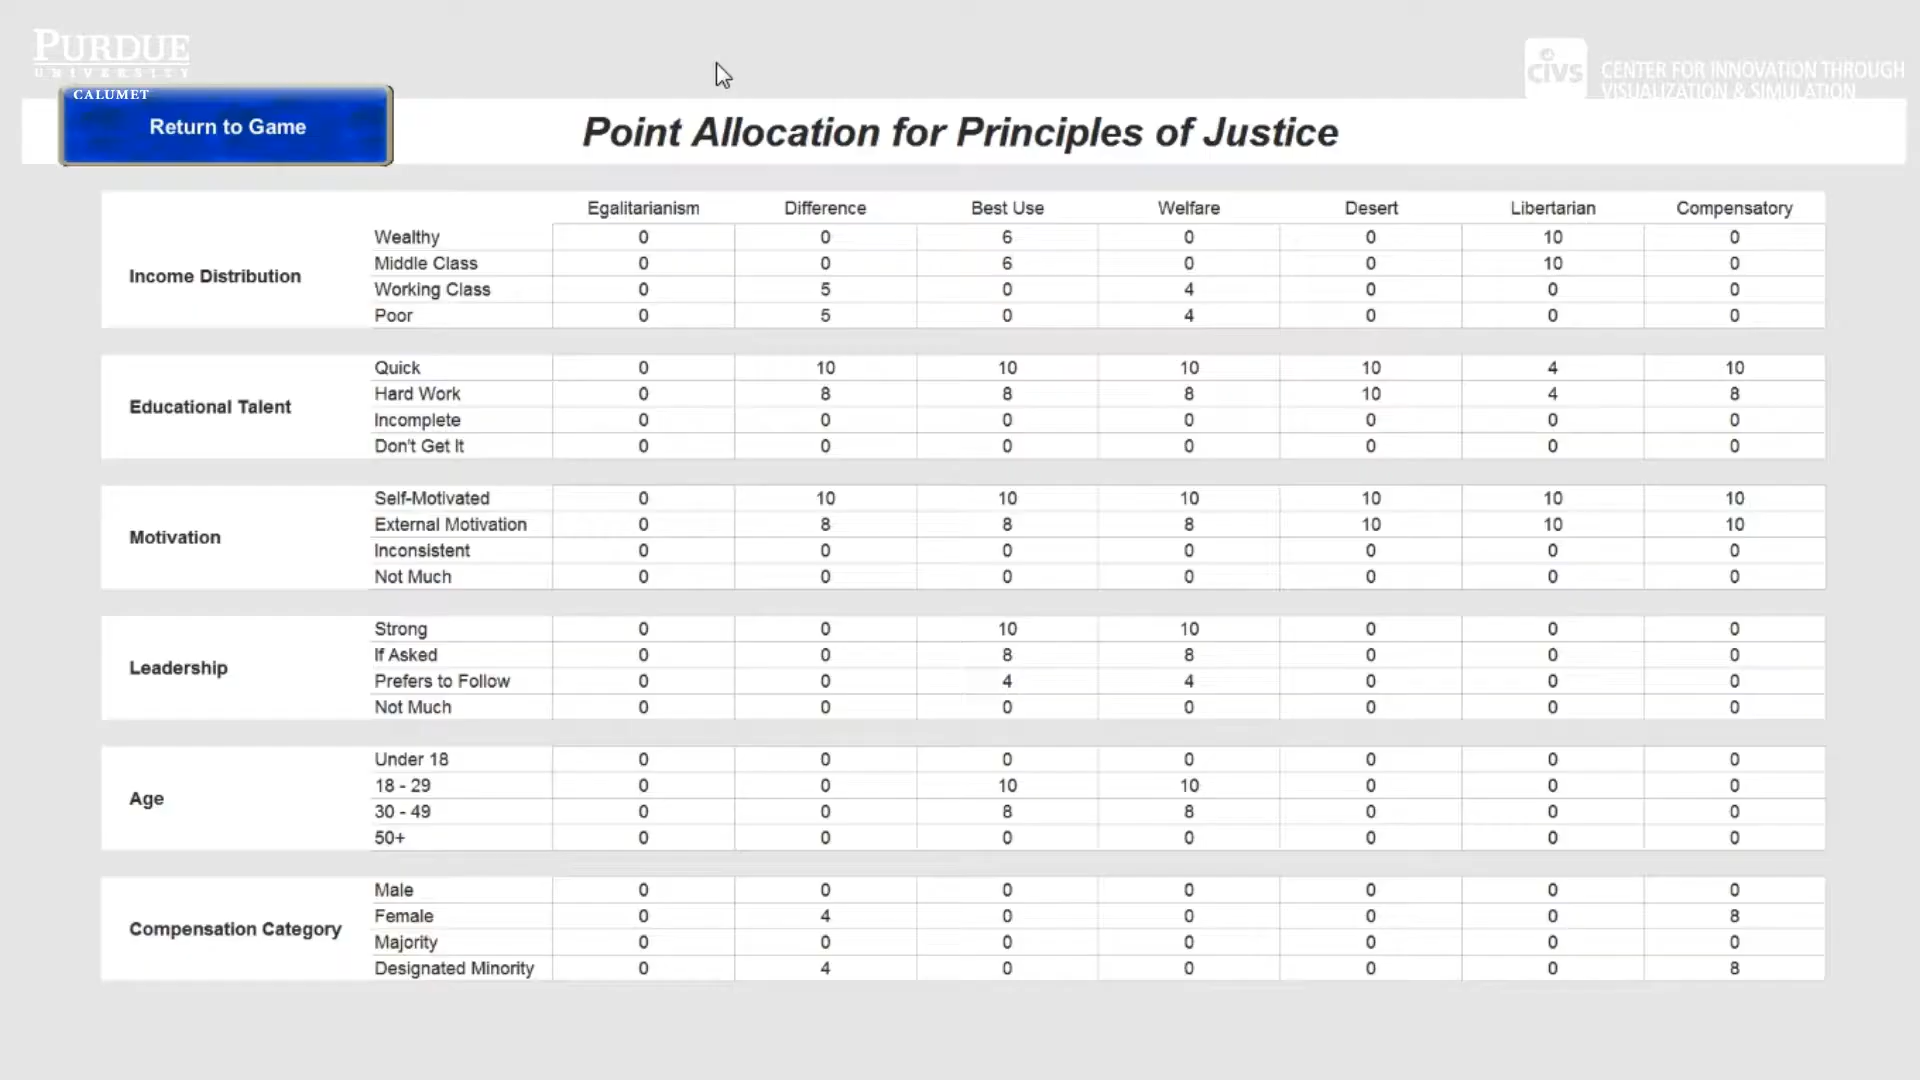 PURDUE
UNIVERSITY
CALUMET
Return to Game
civs
CENTER FOR INNOVATION THROUGH
VISUALIZATION & SIMULATION
Point Allocation for Principles of Justice
Egalitarianism Difference Best Use Welfare Desert Libertarian Compensatory
Income Distribution
Wealthy 0 0 6 0 0 10 0
Middle Class 0 0 6 0 0 10 0
Working Class 0 5 0 4 0 0 0
Poor 0 5 0 4 0 0 0
Educational Talent
Quick 0 10 10 10 10 4 10
Hard Work 0 8 8 8 10 4 8
Incomplete 0 0 0 0 0 0 0
Don't Get It 0 0 0 0 0 0 0
Motivation
Self-Motivated 0 10 10 10 10 10 10
External Motivation 0 8 8 8 10 10 10
Inconsistent 0 0 0 0 0 0 0
Not Much 0 0 0 0 0 0 0
Leadership
Strong 0 0 10 10 0 0 0
If Asked 0 0 8 8 0 0 0
Prefers to Follow 0 0 4 4 0 0 0
Not Much 0 0 0 0 0 0 0
Age
Under 18 0 0 0 0 0 0 0
18 - 29 0 0 10 10 0 0 0
30 - 49 0 0 8 8 0 0 0
50+ 0 0 0 0 0 0 0
Compensation Category
Male 0 0 0 0 0 0 0
Female 0 4 0 0 0 0 8
Majority 0 0 0 0 0 0 0
Designated Minority 0 4 0 0 0 0 8